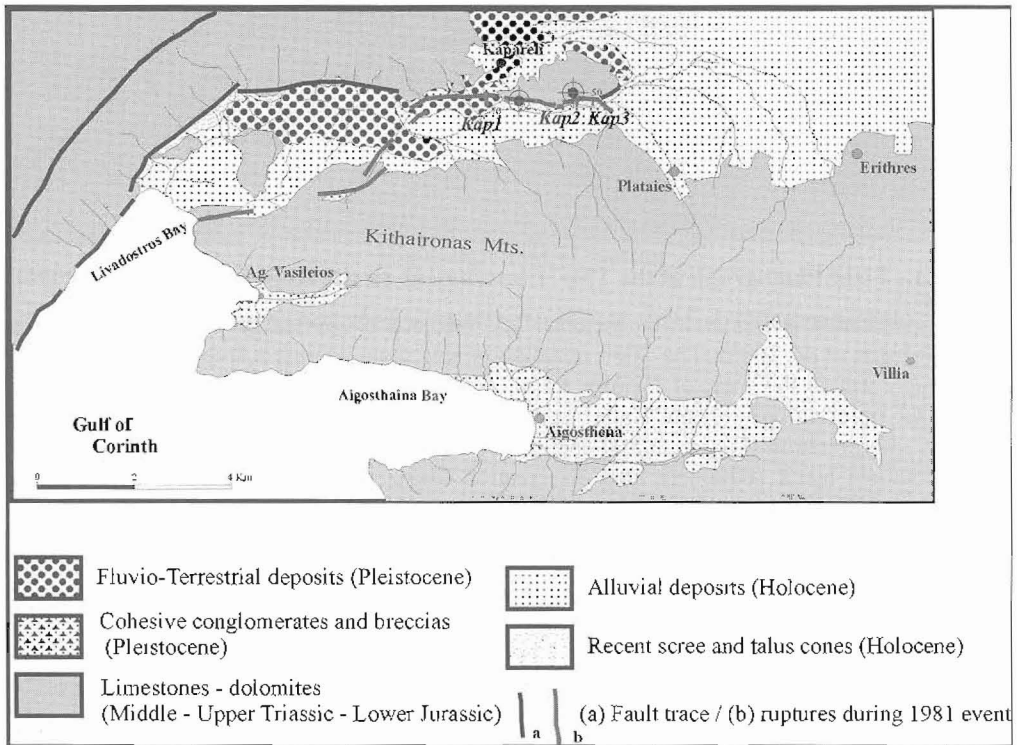 Kapareli
50
Kap1
Kap2 Kap3
Plataies
Erithres
Livadostros Bay
Kithaironas Mts.
Ag. Vasileios
Aigosthaina Bay
Villia
Aigosthena
Gulf of
Corinth
0 2 4 Km
Fluvio-Terrestrial deposits (Pleistocene)
Cohesive conglomerates and breccias
(Pleistocene)
Limestones - dolomites
(Middle - Upper Triassic - Lower Jurassic)
Alluvial deposits (Holocene)
Recent scree and talus cones (Holocene)
a b (a) Fault trace / (b) ruptures during 1981 event